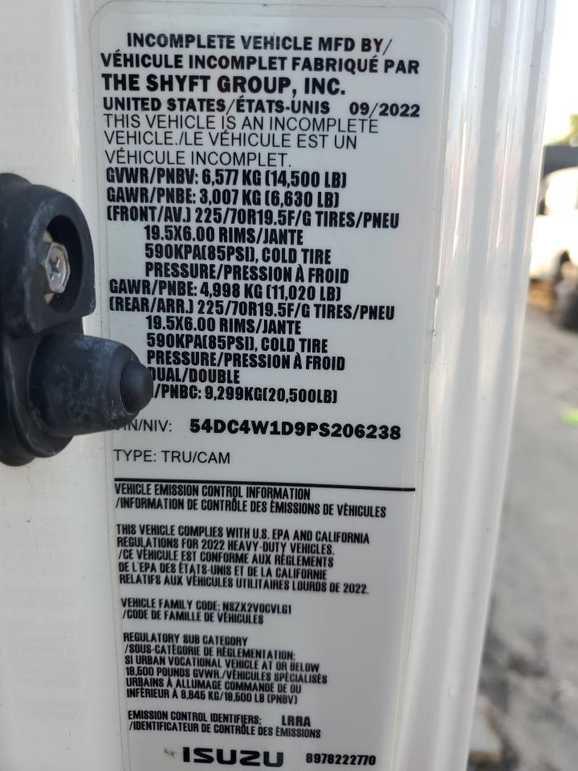 INCOMPLETE VEHICLE MFD BY/
VÉHICULE INCOMPLET FABRIQUÉ PAR
THE SHYFT GROUP, INC.
UNITED STATES/ÉTATS-UNIS 09/2022
THIS VEHICLE IS AN INCOMPLETE
VEHICLE./LE VÉHICULE EST UN
VÉHICULE INCOMPLET.
GVWR/PNBV: 6,577 KG (14,500 LB)
GAWR/PNBE: 3,007 KG (6,630 LB)
(FRONT/AV.) 225/70R19.5F/G TIRES/PNEU
19.5X6.00 RIMS/JANTE
590KPA(85PSI), COLD TIRE
PRESSURE/PRESSION À FROID
GAWR/PNBE: 4,998 KG (11,020 LB)
(REAR/ARR.) 225/70R19.5F/G TIRES/PNEU
19.5X6.00 RIMS/JANTE
590KPA(85PSI), COLD TIRE
PRESSURE/PRESSION À FROID
DUAL/DOUBLE
/PNBC: 9,299KG(20,500LB)
/NIV: 54DC4W1D9PS206238
TYPE: TRU/CAM
VEHICLE EMISSION CONTROL INFORMATION
/INFORMATION DE CONTRÔLE DES ÉMISSIONS DE VÉHICULES
THIS VEHICLE COMPLIES WITH U.S. EPA AND CALIFORNIA
REGULATIONS FOR 2022 HEAVY-DUTY VEHICLES.
/CE VÉHICULE EST CONFORME AUX RÈGLEMENTS
DE L'EPA DES ÉTATS-UNIS ET DE LA CALIFORNIE
RELATIFS AUX VÉHICULES UTILITAIRES LOURDS DE 2022.
VEHICLE FAMILY CODE: NSZX2VOCVLG1
/CODE DE FAMILLE DE VÉHICULES
REGULATORY SUB CATEGORY
/SOUS-CATÉGORIE DE RÉGLEMENTATION:
SI URBAN VOCATIONAL VEHICLE AT OR BELOW
19,500 POUNDS GVWR./VÉHICULES SPÉCIALISÉS
URBAINS À ALLUMAGE COMMANDE DE OU
INFÉRIEUR À 8,845 KG/19,500 LB (PNBV)
EMISSION CONTROL IDENTIFIERS: LRRA
/IDENTIFICATEUR DE CONTRÔLE DES ÉMISSIONS
ISUZU 8978222770